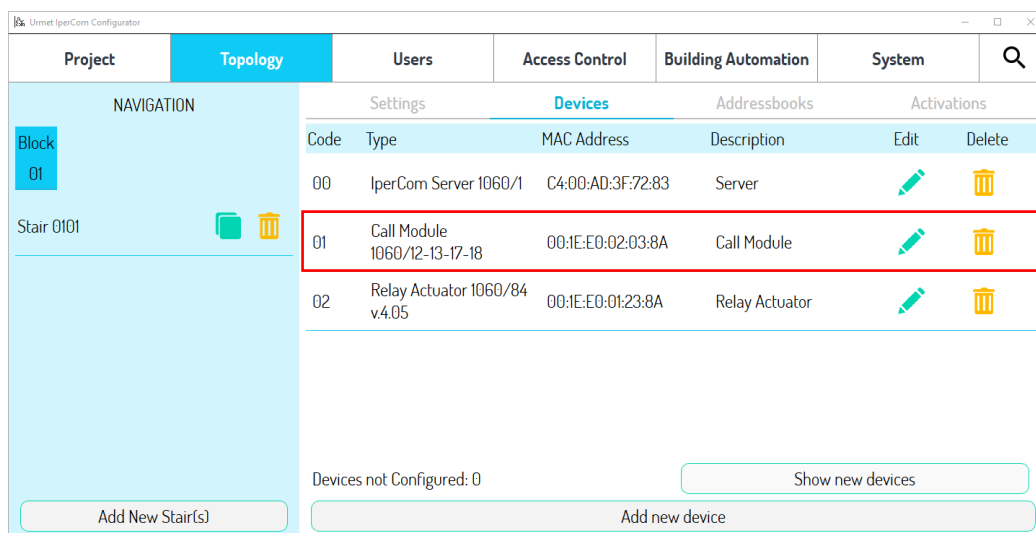 Urmet IperCom Configurator
Project Topology Users Access Control Building Automation System
NAVIGATION
Block
01
Stair 0101
Add New Stair(s)
Settings Devices Addressbooks Activations
Code Type MAC Address Description Edit Delete
00 IperCom Server 1060/1 C4:00:AD:3F:72:83 Server
01 Call Module 1060/12-13-17-18 00:1E:E0:02:03:8A Call Module
02 Relay Actuator 1060/84 v.4.05 00:1E:E0:01:23:8A Relay Actuator
Devices not Configured: 0 Show new devices
Add new device